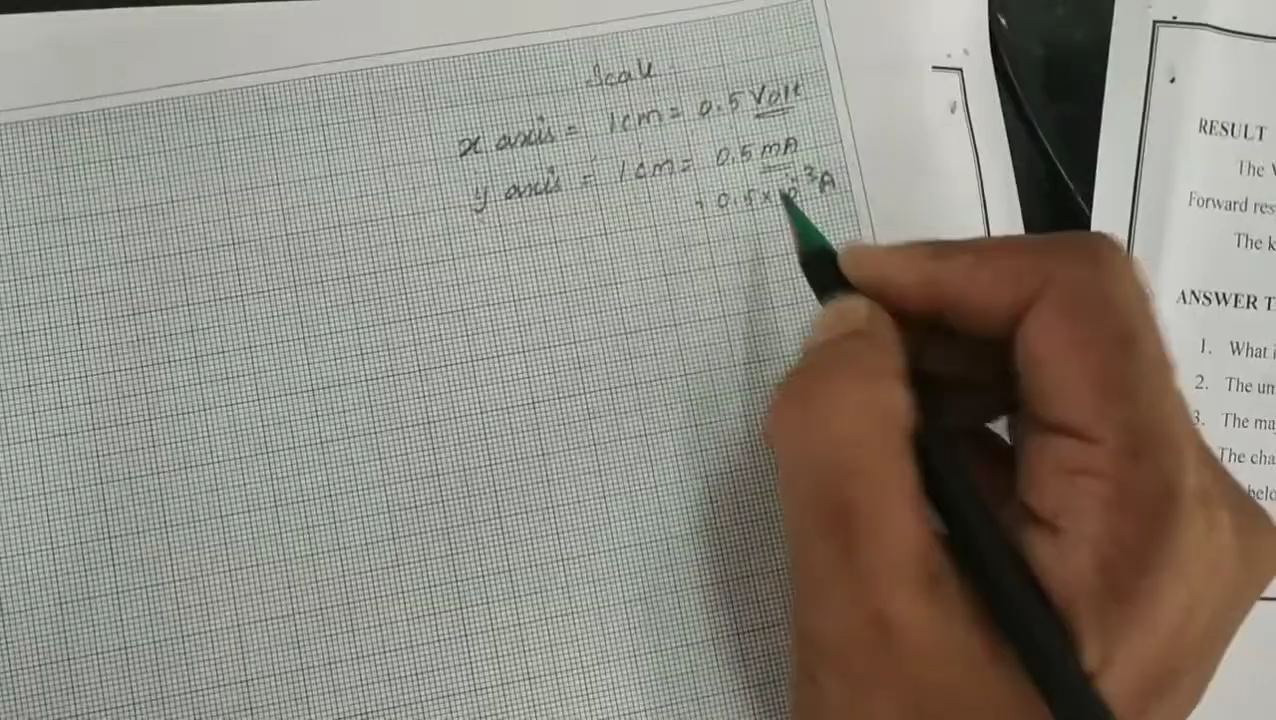 Scale
x axis = 1cm = 0.5 Volt
y axis = 1cm = 0.5 mA
= 0.5 × 10⁻³A
RESULT
The
Forward res
The k
ANSWER T
1. What i
2. The un
3. The ma
The cha
belo